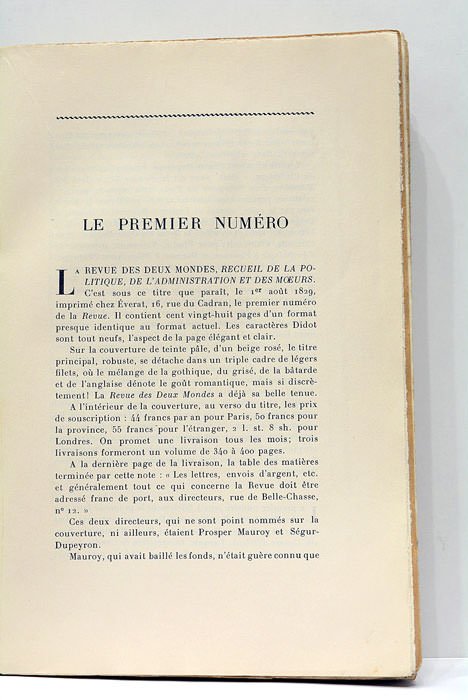 LE PREMIER NUMÉRO
LA REVUE DES DEUX MONDES, RECUEIL DE LA PO-
LITIQUE, DE L'ADMINISTRATION ET DES MŒURS.
C'est sous ce titre que paraît, le 1er août 1829,
imprimé chez Éverat, 16, rue du Cadran, le premier numéro
de la Revue. Il contient cent vingt-huit pages d'un format
presque identique au format actuel. Les caractères Didot
sont tout neufs, l'aspect de la page élégant et clair.
Sur la couverture de teinte pâle, d'un beige rosé, le titre
principal, robuste, se détache dans un triple cadre de légers
filets, où le mélange de la gothique, du grisé, de la bâtarde
et de l'anglaise dénote le goût romantique, mais si discrè-
tement! La Revue des Deux Mondes a déjà sa belle tenue.
A l'intérieur de la couverture, au verso du titre, les prix
de souscription : 44 francs par an pour Paris, 50 francs pour
la province, 55 francs pour l'étranger, 2 l. st. 8 sh. pour
Londres. On promet une livraison tous les mois; trois
livraisons formeront un volume de 340 à 400 pages.
A la dernière page de la livraison, la table des matières
terminée par cette note : « Les lettres, envois d'argent, etc.
et généralement tout ce qui concerne la Revue doit être
adressé franc de port, aux directeurs, rue de Belle-Chasse,
n° 12. »
Ces deux directeurs, qui ne sont point nommés sur la
couverture, ni ailleurs, étaient Prosper Mauroy et Ségur-
Dupeyron.
Mauroy, qui avait baillé les fonds, n'était guère connu que